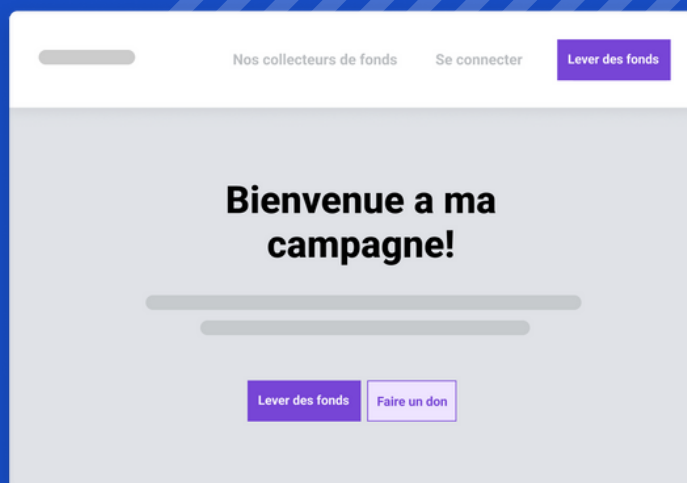 Nos collecteurs de fonds Se connecter Lever des fonds
Bienvenue a ma
campagne!
Lever des fonds Faire un don